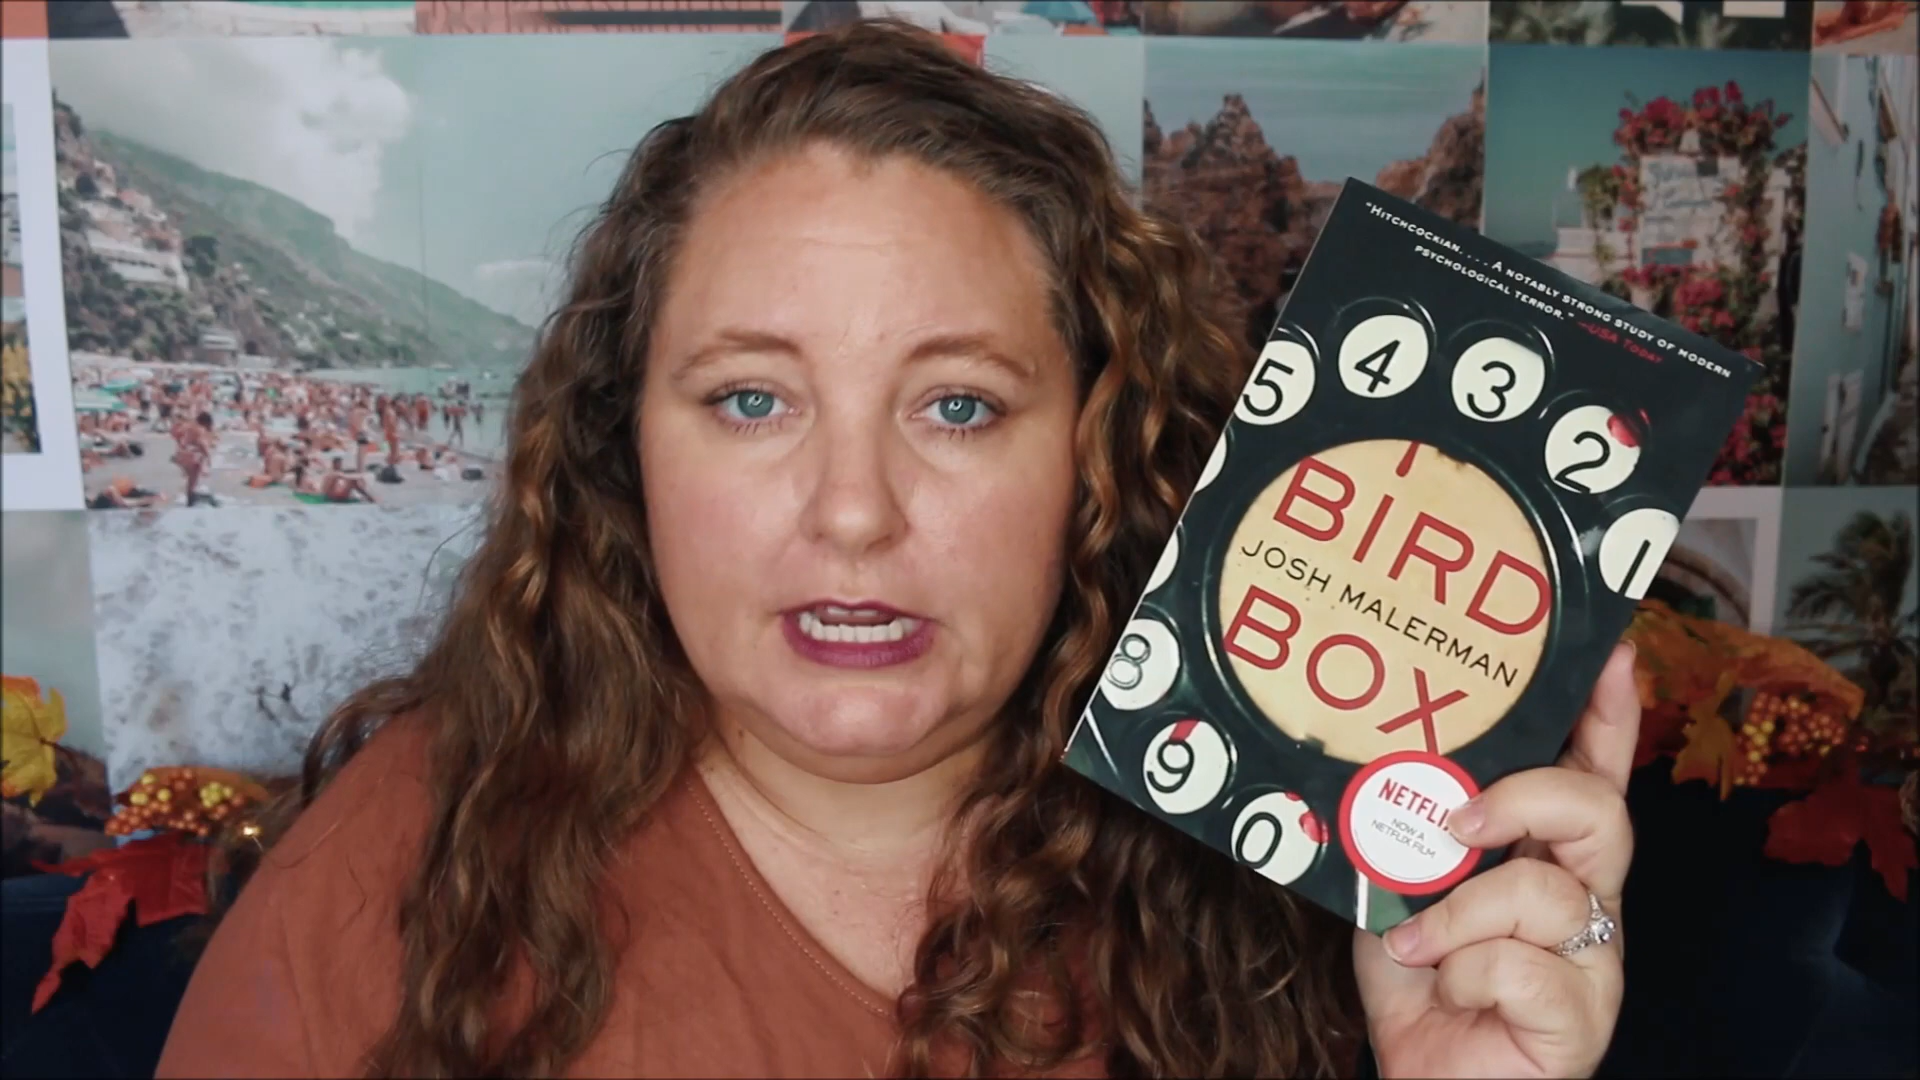 "HITCHCOCKIAN. . . . A NOTABLY STRONG STUDY OF MODERN
PSYCHOLOGICAL TERROR." —USA TODAY
5 4 3 2 1
BIRD
JOSH MALERMAN
BOX
8 9 0
NETFLI
NOW A
NETFLIX FILM